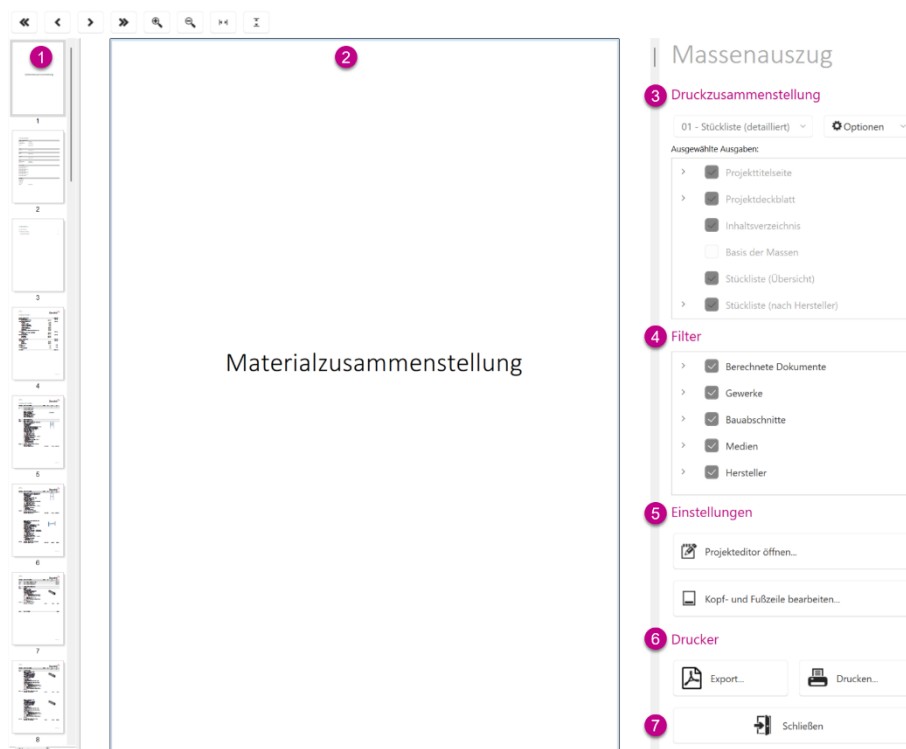 1
2
1
2
3
4
5
6
7
8
Materialzusammenstellung
Massenauszug
3 Druckzusammenstellung
01 - Stückliste (detailliert)
Optionen
Ausgewählte Ausgaben:
Projekttitelseite
Projektdeckblatt
Inhaltsverzeichnis
Basis der Massen
Stückliste (Übersicht)
Stückliste (nach Hersteller)
4 Filter
Berechnete Dokumente
Gewerke
Bauabschnitte
Medien
Hersteller
5 Einstellungen
Projekteditor öffnen...
Kopf- und Fußzeile bearbeiten...
6 Drucker
Export...
Drucken...
7 Schließen